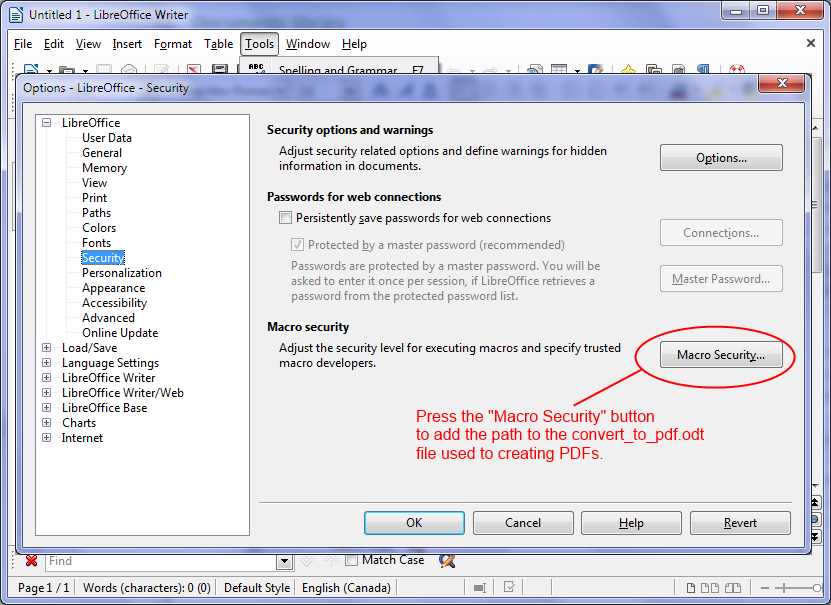 Untitled 1 - LibreOffice Writer
File Edit View Insert Format Table Tools Window Help
ABC Spelling and Grammar... F7
Options - LibreOffice - Security
LibreOffice
User Data
General
Memory
View
Print
Paths
Colors
Fonts
Security
Personalization
Appearance
Accessibility
Advanced
Online Update
Load/Save
Language Settings
LibreOffice Writer
LibreOffice Writer/Web
LibreOffice Base
Charts
Internet
Security options and warnings
Adjust security related options and define warnings for hidden
information in documents.
Options...
Passwords for web connections
Persistently save passwords for web connections
Connections...
Protected by a master password (recommended)
Passwords are protected by a master password. You will be
asked to enter it once per session, if LibreOffice retrieves a
password from the protected password list.
Master Password...
Macro security
Adjust the security level for executing macros and specify trusted
macro developers.
Macro Security...
Press the "Macro Security" button
to add the path to the convert_to_pdf.odt
file used to creating PDFs.
OK Cancel Help Revert
Find Match Case
Page 1 / 1 Words (characters): 0 (0) Default Style English (Canada)